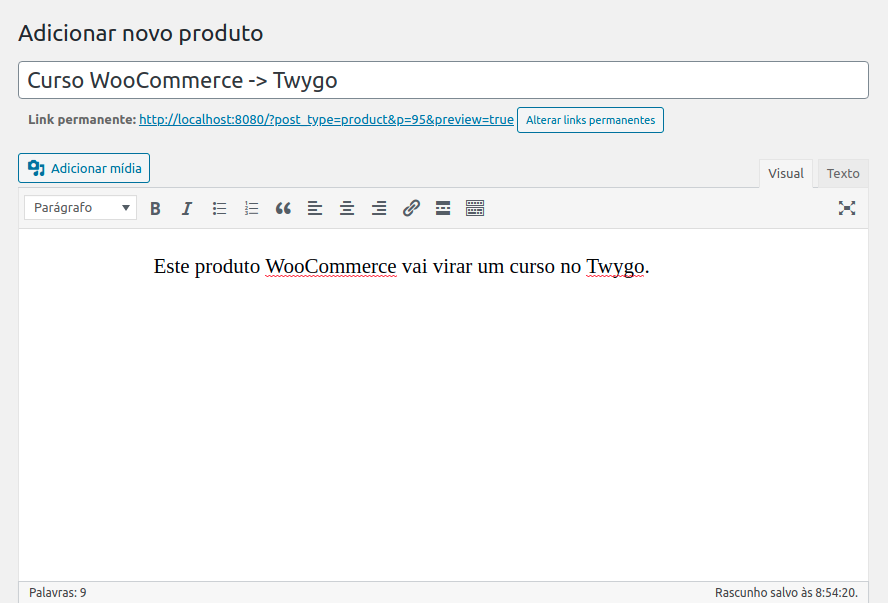 Adicionar novo produto
Curso WooCommerce -> Twygo
Link permanente: http://localhost:8080/?post_type=product&p=95&preview=true Alterar links permanentes
Adicionar mídia
Visual Texto
Parágrafo
Este produto WooCommerce vai virar um curso no Twygo.
Palavras: 9 Rascunho salvo às 8:54:20.